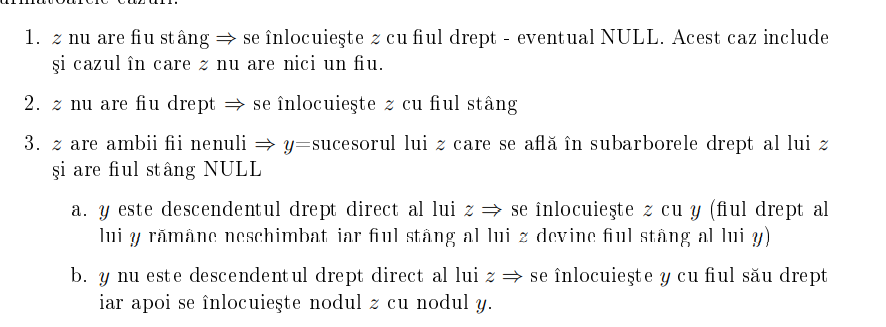 1. z nu are fiu stâng ⇒ se înlocuieşte z cu fiul drept - eventual NULL. Acest caz include
şi cazul în care z nu are nici un fiu.
2. z nu are fiu drept ⇒ se înlocuieşte z cu fiul stâng
3. z are ambii fii nenuli ⇒ y=sucesorul lui z care se află în subarborele drept al lui z
şi are fiul stâng NULL
a. y este descendentul drept direct al lui z ⇒ se înlocuieşte z cu y (fiul drept al
lui y rămâne neschimbat iar fiul stâng al lui z devine fiul stâng al lui y)
b. y nu este descendentul drept direct al lui z ⇒ se înlocuieşte y cu fiul său drept
iar apoi se înlocuieşte nodul z cu nodul y.